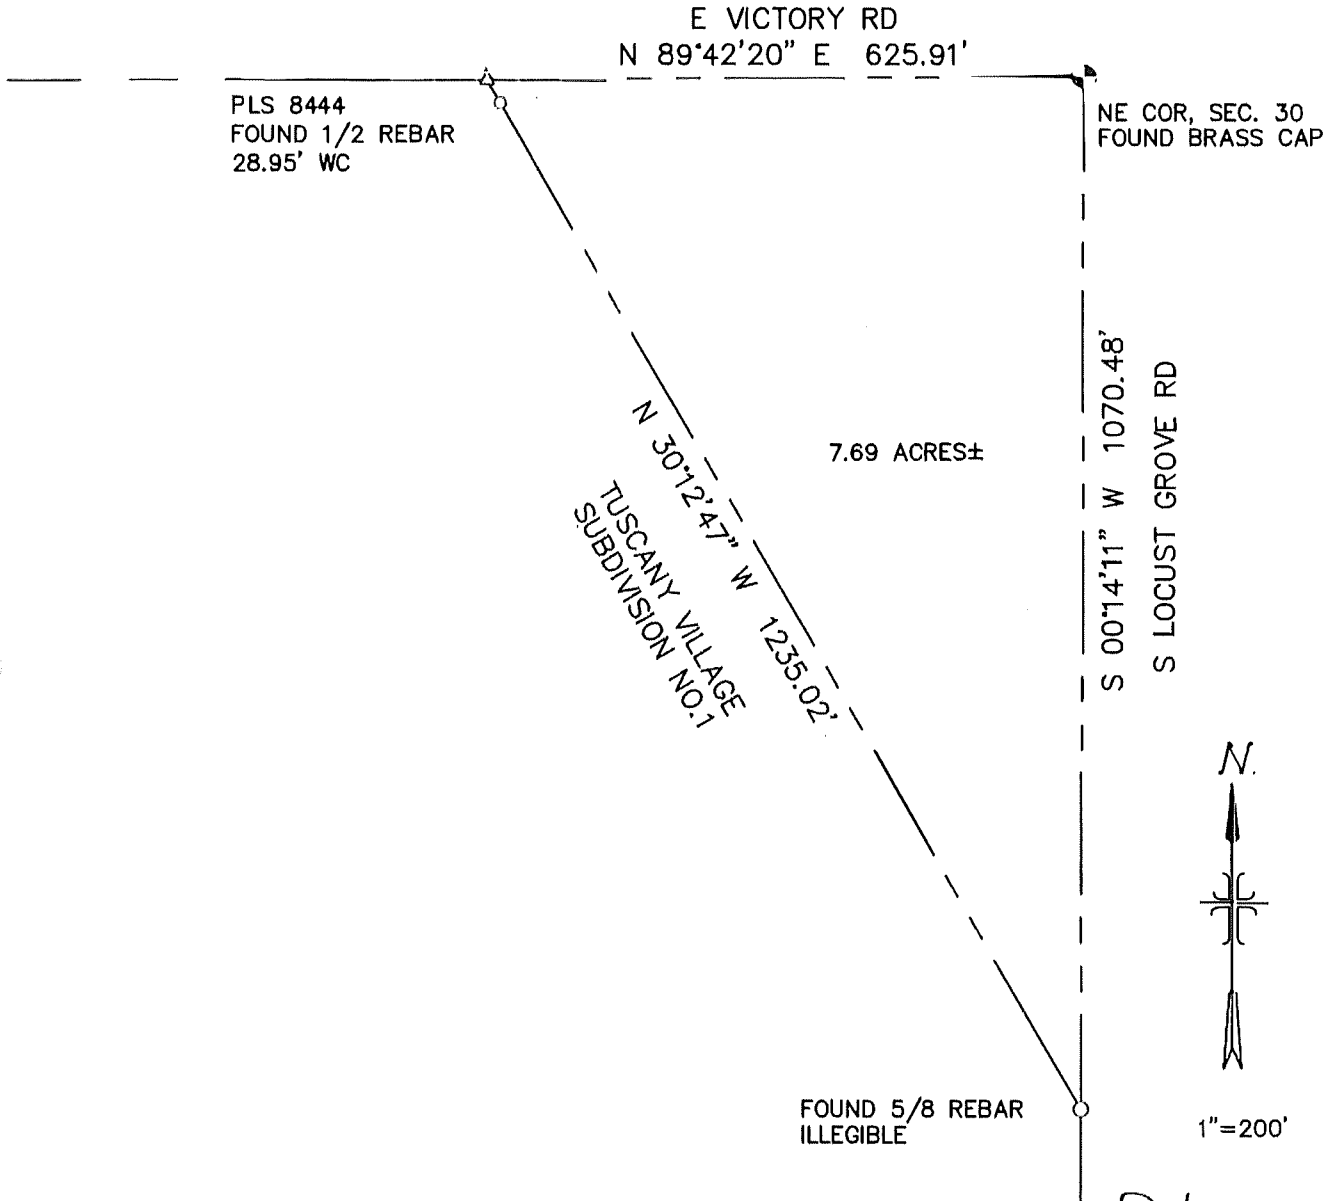 E VICTORY RD
N 89°42'20" E 625.91'
PLS 8444
FOUND 1/2 REBAR
28.95' WC
NE COR, SEC. 30
FOUND BRASS CAP
N 30°12'47" W 1235.02'
TUSCANY VILLAGE
SUBDIVISION NO.1
7.69 ACRES±
S 00°14'11" W 1070.48'
S LOCUST GROVE RD
N.
FOUND 5/8 REBAR
ILLEGIBLE
1"=200'